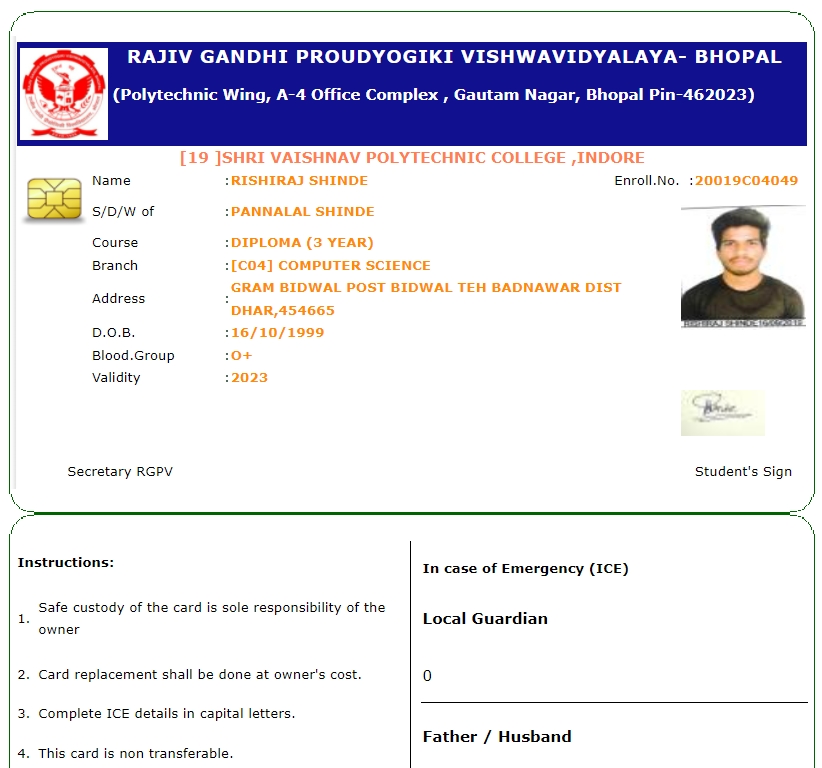 RAJIV GANDHI PROUDYOGIKI VISHWAVIDYALAYA- BHOPAL
(Polytechnic Wing, A-4 Office Complex , Gautam Nagar, Bhopal Pin-462023)
[19 ]SHRI VAISHNAV POLYTECHNIC COLLEGE ,INDORE
Name :RISHIRAJ SHINDE Enroll.No. :20019C04049
S/D/W of :PANNALAL SHINDE
Course :DIPLOMA (3 YEAR)
Branch :[C04] COMPUTER SCIENCE
Address :GRAM BIDWAL POST BIDWAL TEH BADNAWAR DIST
DHAR,454665
RISHIRAJ SHINDE
D.O.B. :16/10/1999
Blood.Group :O+
Validity :2023
Secretary RGPV Student's Sign
Instructions:
1. Safe custody of the card is sole responsibility of the
owner
2. Card replacement shall be done at owner's cost.
3. Complete ICE details in capital letters.
4. This card is non transferable.
In case of Emergency (ICE)
Local Guardian
0
Father / Husband